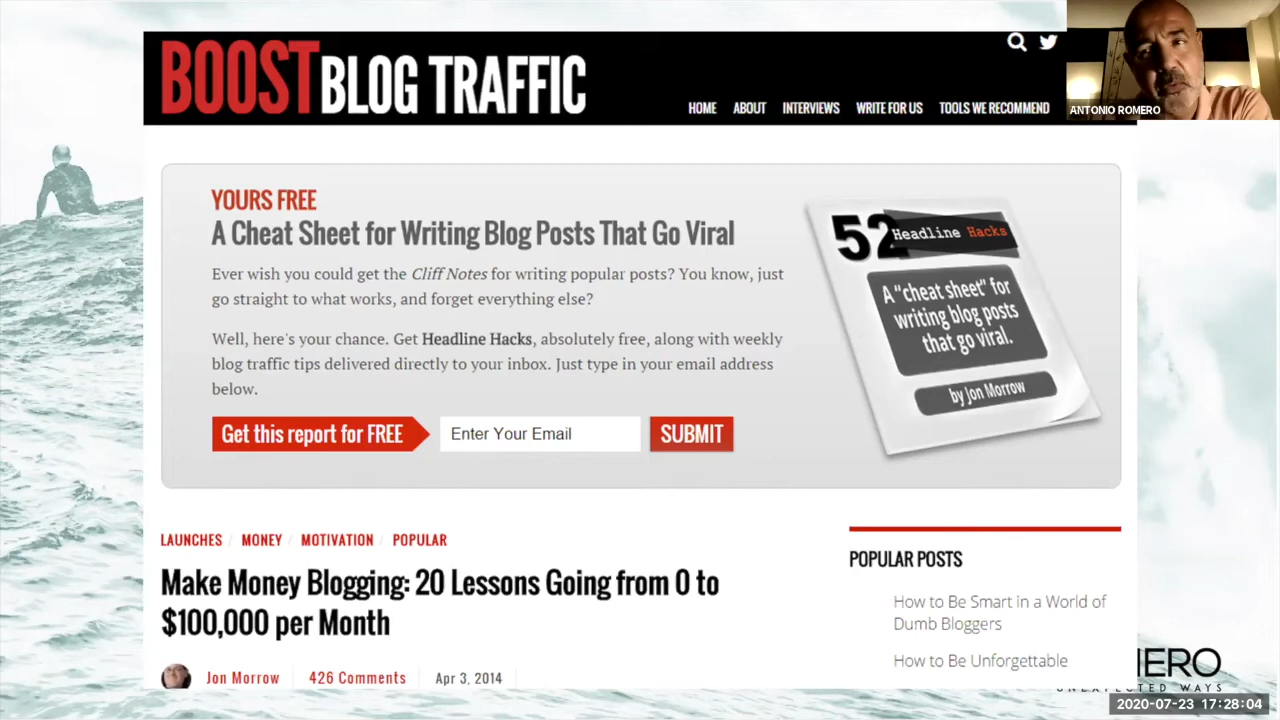 BOOST BLOG TRAFFIC
HOME ABOUT INTERVIEWS WRITE FOR US TOOLS WE RECOMMEND
ANTONIO ROMERO
YOURS FREE
A Cheat Sheet for Writing Blog Posts That Go Viral
Ever wish you could get the Cliff Notes for writing popular posts? You know, just
go straight to what works, and forget everything else?
Well, here's your chance. Get Headline Hacks, absolutely free, along with weekly
blog traffic tips delivered directly to your inbox. Just type in your email address
below.
Get this report for FREE
Enter Your Email
SUBMIT
52 Headline Hacks
A "cheat sheet" for
writing blog posts
that go viral.
by Jon Morrow
LAUNCHES / MONEY / MOTIVATION / POPULAR
Make Money Blogging: 20 Lessons Going from 0 to
$100,000 per Month
Jon Morrow
426 Comments
Apr 3, 2014
POPULAR POSTS
How to Be Smart in a World of
Dumb Bloggers
How to Be Unforgettable
WAYS
2020-07-23 17:28:04